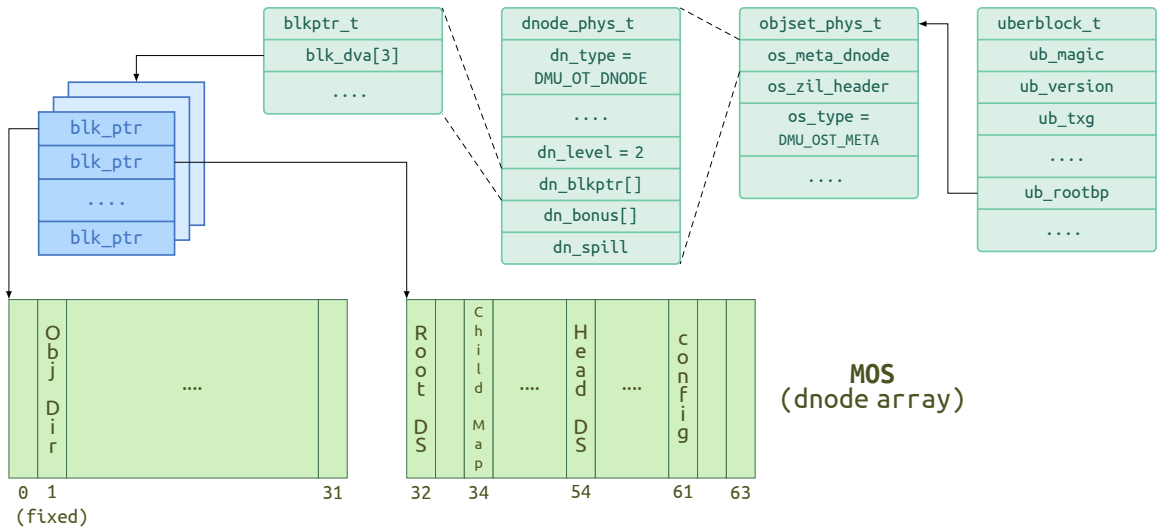 blkptr_t
blk_dva[3]
....
dnode_phys_t
dn_type =
DMU_OT_DNODE
....
dn_level = 2
dn_blkptr[]
dn_bonus[]
dn_spill
objset_phys_t
os_meta_dnode
os_zil_header
os_type =
DMU_OST_META
....
uberblock_t
ub_magic
ub_version
ub_txg
....
ub_rootbp
....
blk_ptr
blk_ptr
....
blk_ptr
Obj Dir
....
Root DS
Child Map
....
Head DS
....
config
MOS
(dnode array)
0 1 31
(fixed)
32 34 54 61 63